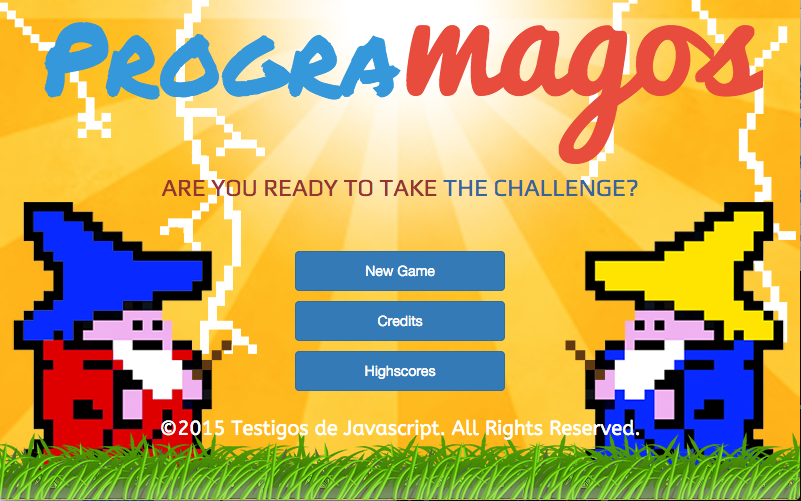 Programagos
ARE YOU READY TO TAKE THE CHALLENGE?
New Game
Credits
Highscores
©2015 Testigos de Javascript. All Rights Reserved.